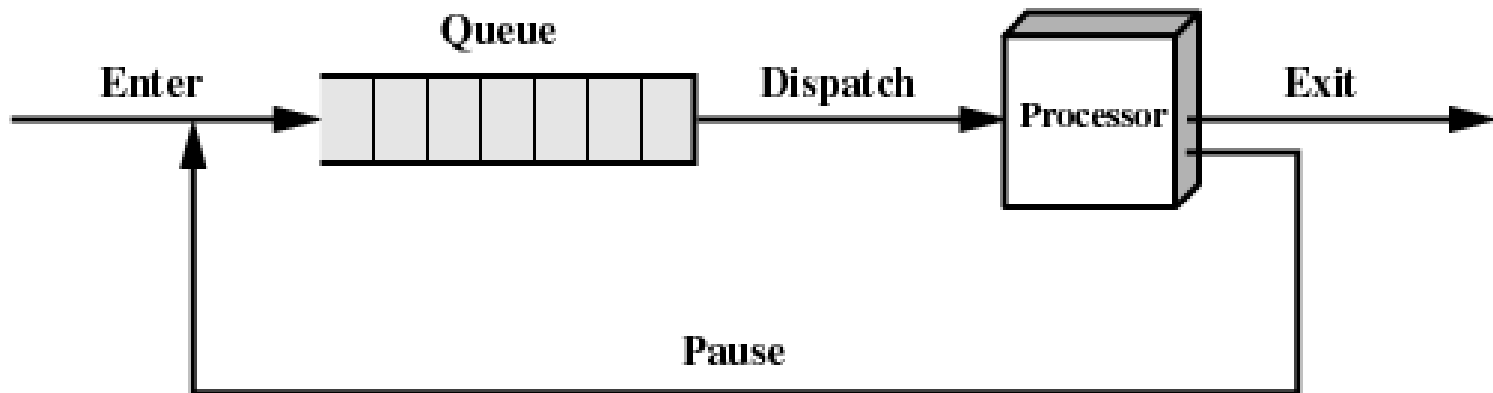 Queue
Enter
Dispatch
Processor
Exit
Pause